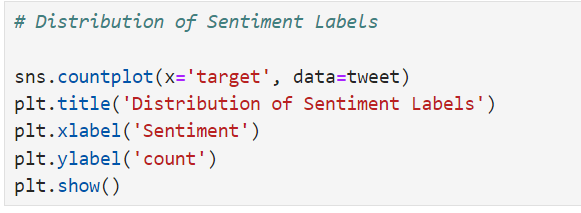 # Distribution of Sentiment Labels
sns.countplot(x='target', data=tweet)
plt.title('Distribution of Sentiment Labels')
plt.xlabel('Sentiment')
plt.ylabel('count')
plt.show()